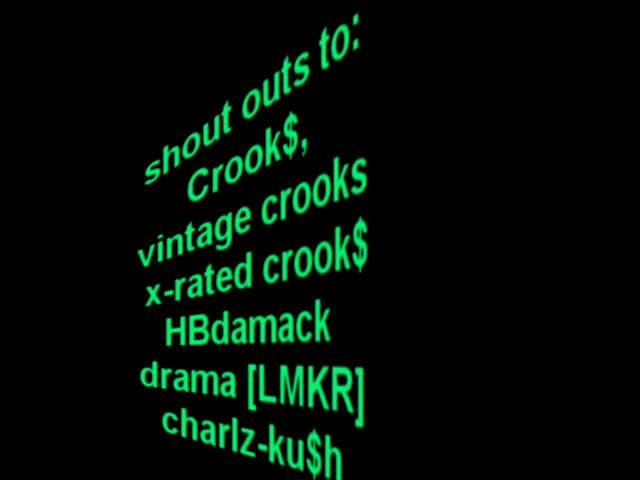 shout outs to:
Crook$,
vintage crooks
x-rated crook$
HBdamack
drama [LMKR]
charlz-ku$h